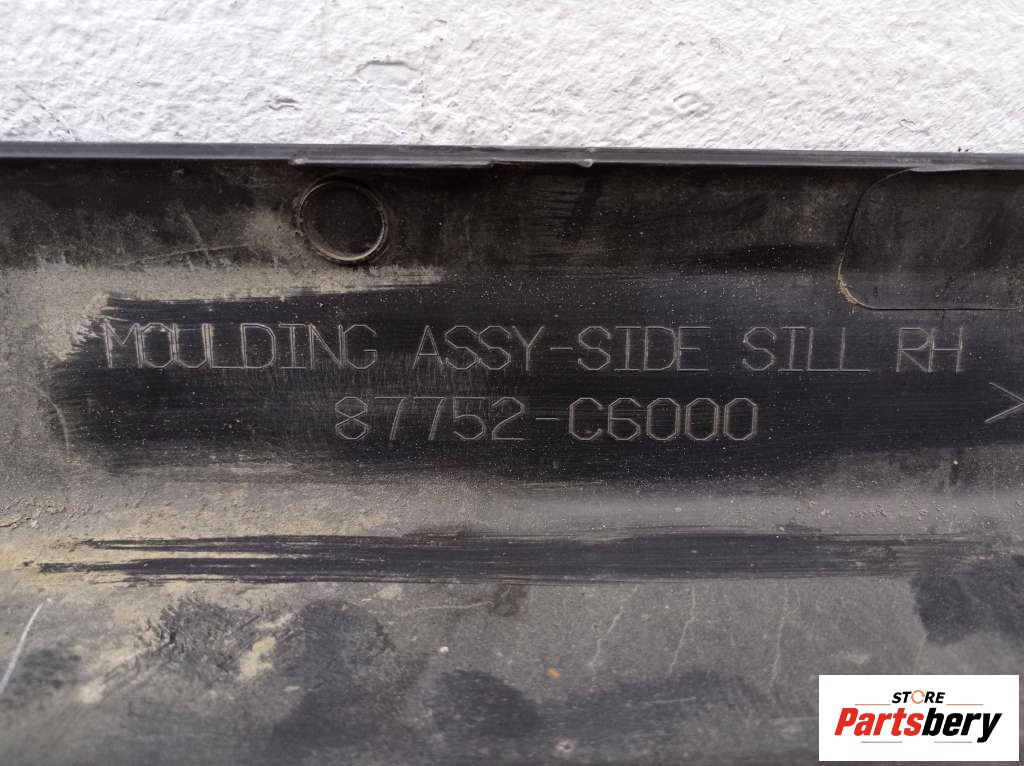 MOULDING ASSY-SIDE SILL RH
87752-C6000
>
STORE
Partsbery